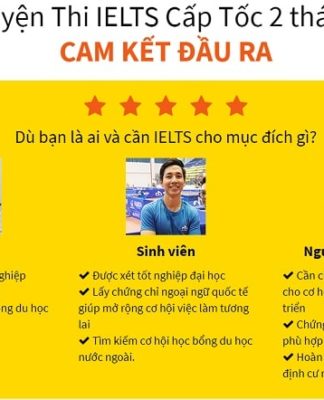 yện Thi IELTS Cấp Tốc 2 thá
CAM KẾT ĐẦU RA
Dù bạn là ai và cần IELTS cho mục đích gì?
Sinh viên
Ngu
ghiệp
ng du học
✔ Được xét tốt nghiệp đại học
✔ Lấy chứng chỉ ngoại ngữ quốc tế
giúp mở rộng cơ hội việc làm tương
lai
✔ Tìm kiếm cơ hội học bổng du học
nước ngoài.
✔ Cần c
cho cơ h
triển
✔ Chứng
phù hợp
✔ Hoàn
định cư n